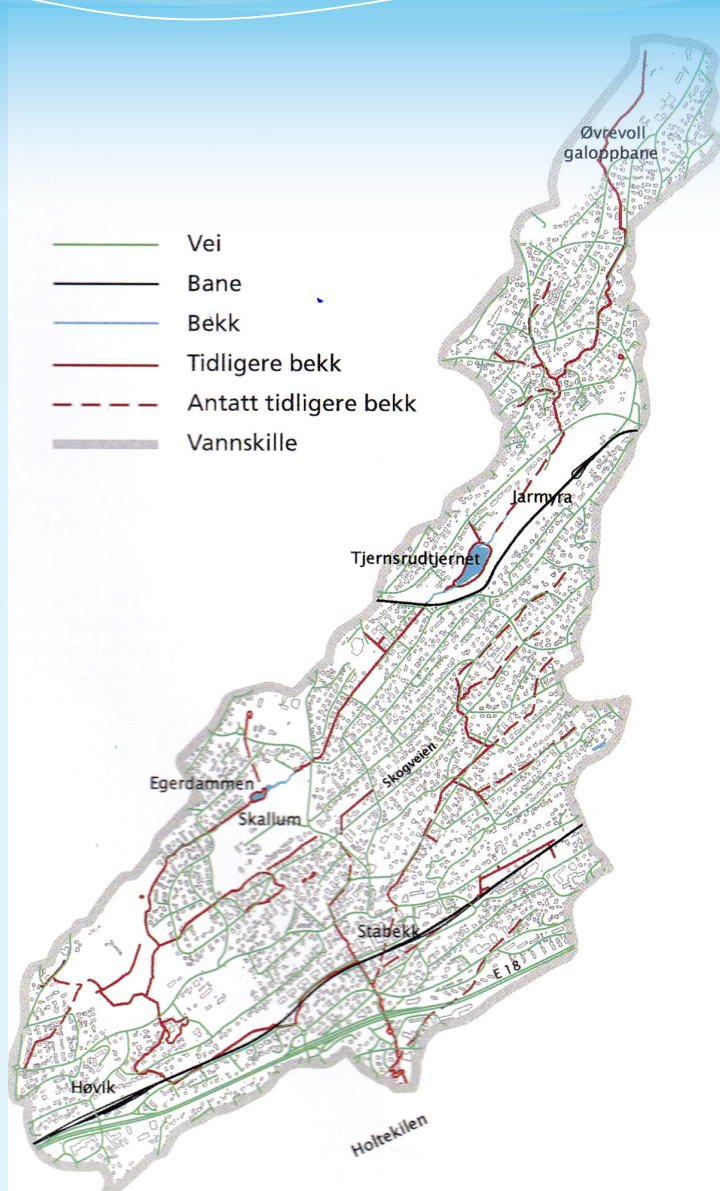 Øvrevoll
galoppbane
Vei
Bane
Bekk
Tidligere bekk
Antatt tidligere bekk
Vannskille
Jarmyra
Tjernsrudtjernet
Skogveien
Egerdammen
Skallum
Stabekk
E 18
?
Høvik
Holtekilen